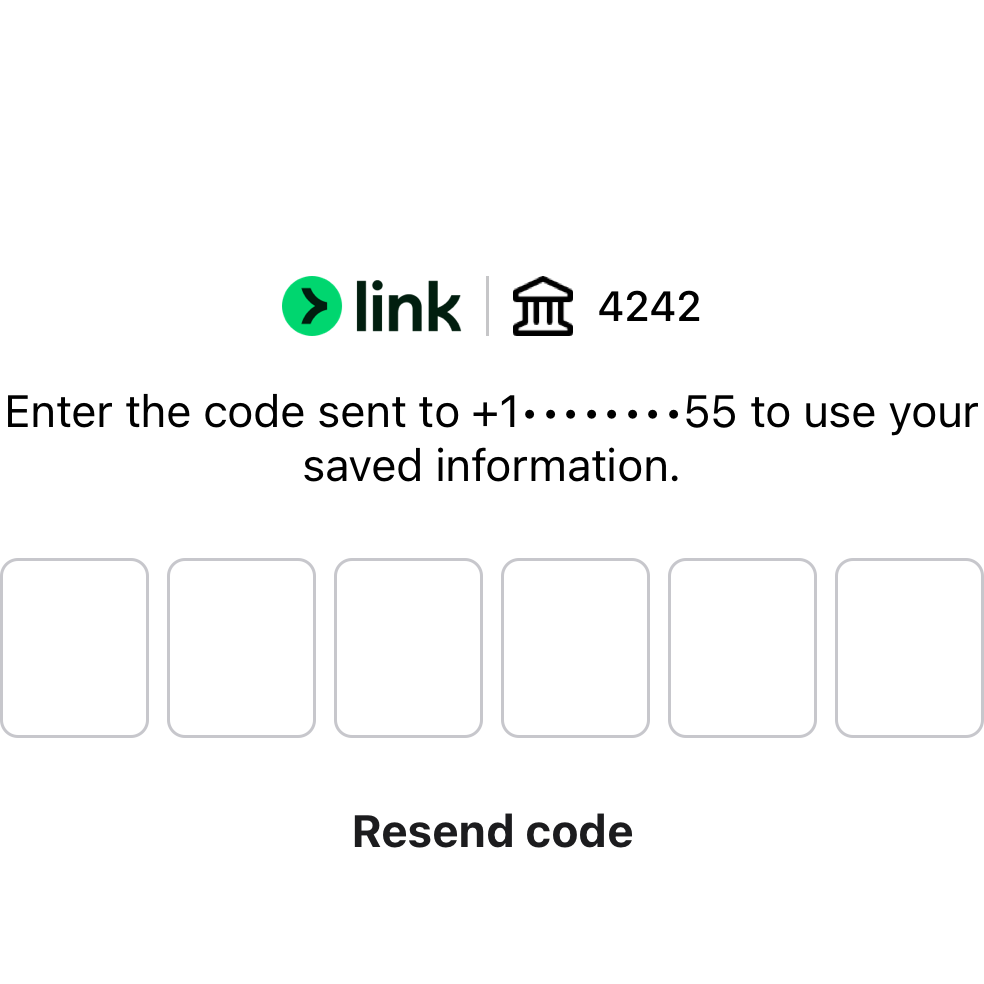 link 4242
Enter the code sent to +1••••••••55 to use your
saved information.
Resend code